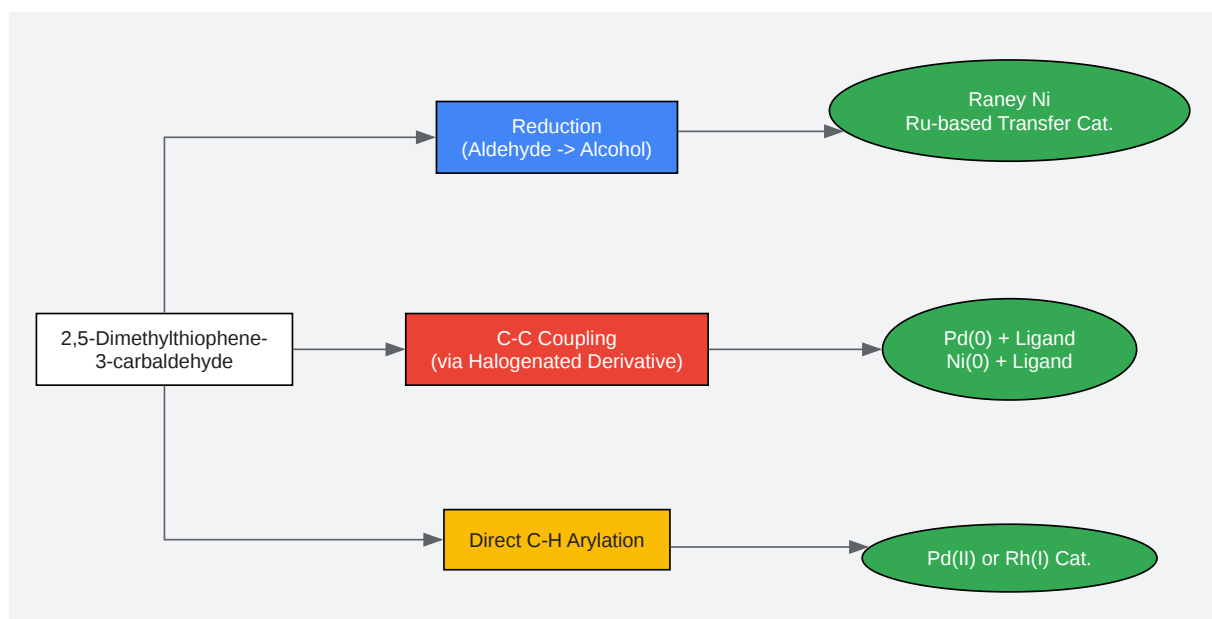 Reduction
(Aldehyde -> Alcohol)
Raney Ni
Ru-based Transfer Cat.
2,5-Dimethylthiophene-
3-carbaldehyde
C-C Coupling
(via Halogenated Derivative)
Pd(0) + Ligand
Ni(0) + Ligand
Direct C-H Arylation
Pd(II) or Rh(I) Cat.